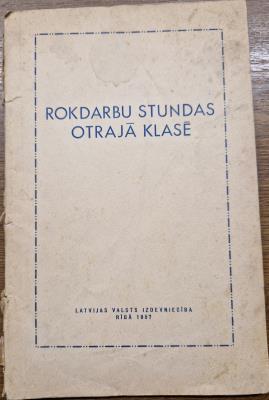 ROKDARBU STUNDAS
OTRAJĀ KLASĒ
LATVIJAS VALSTS IZDEVNIECĪBA
RĪGĀ 1957